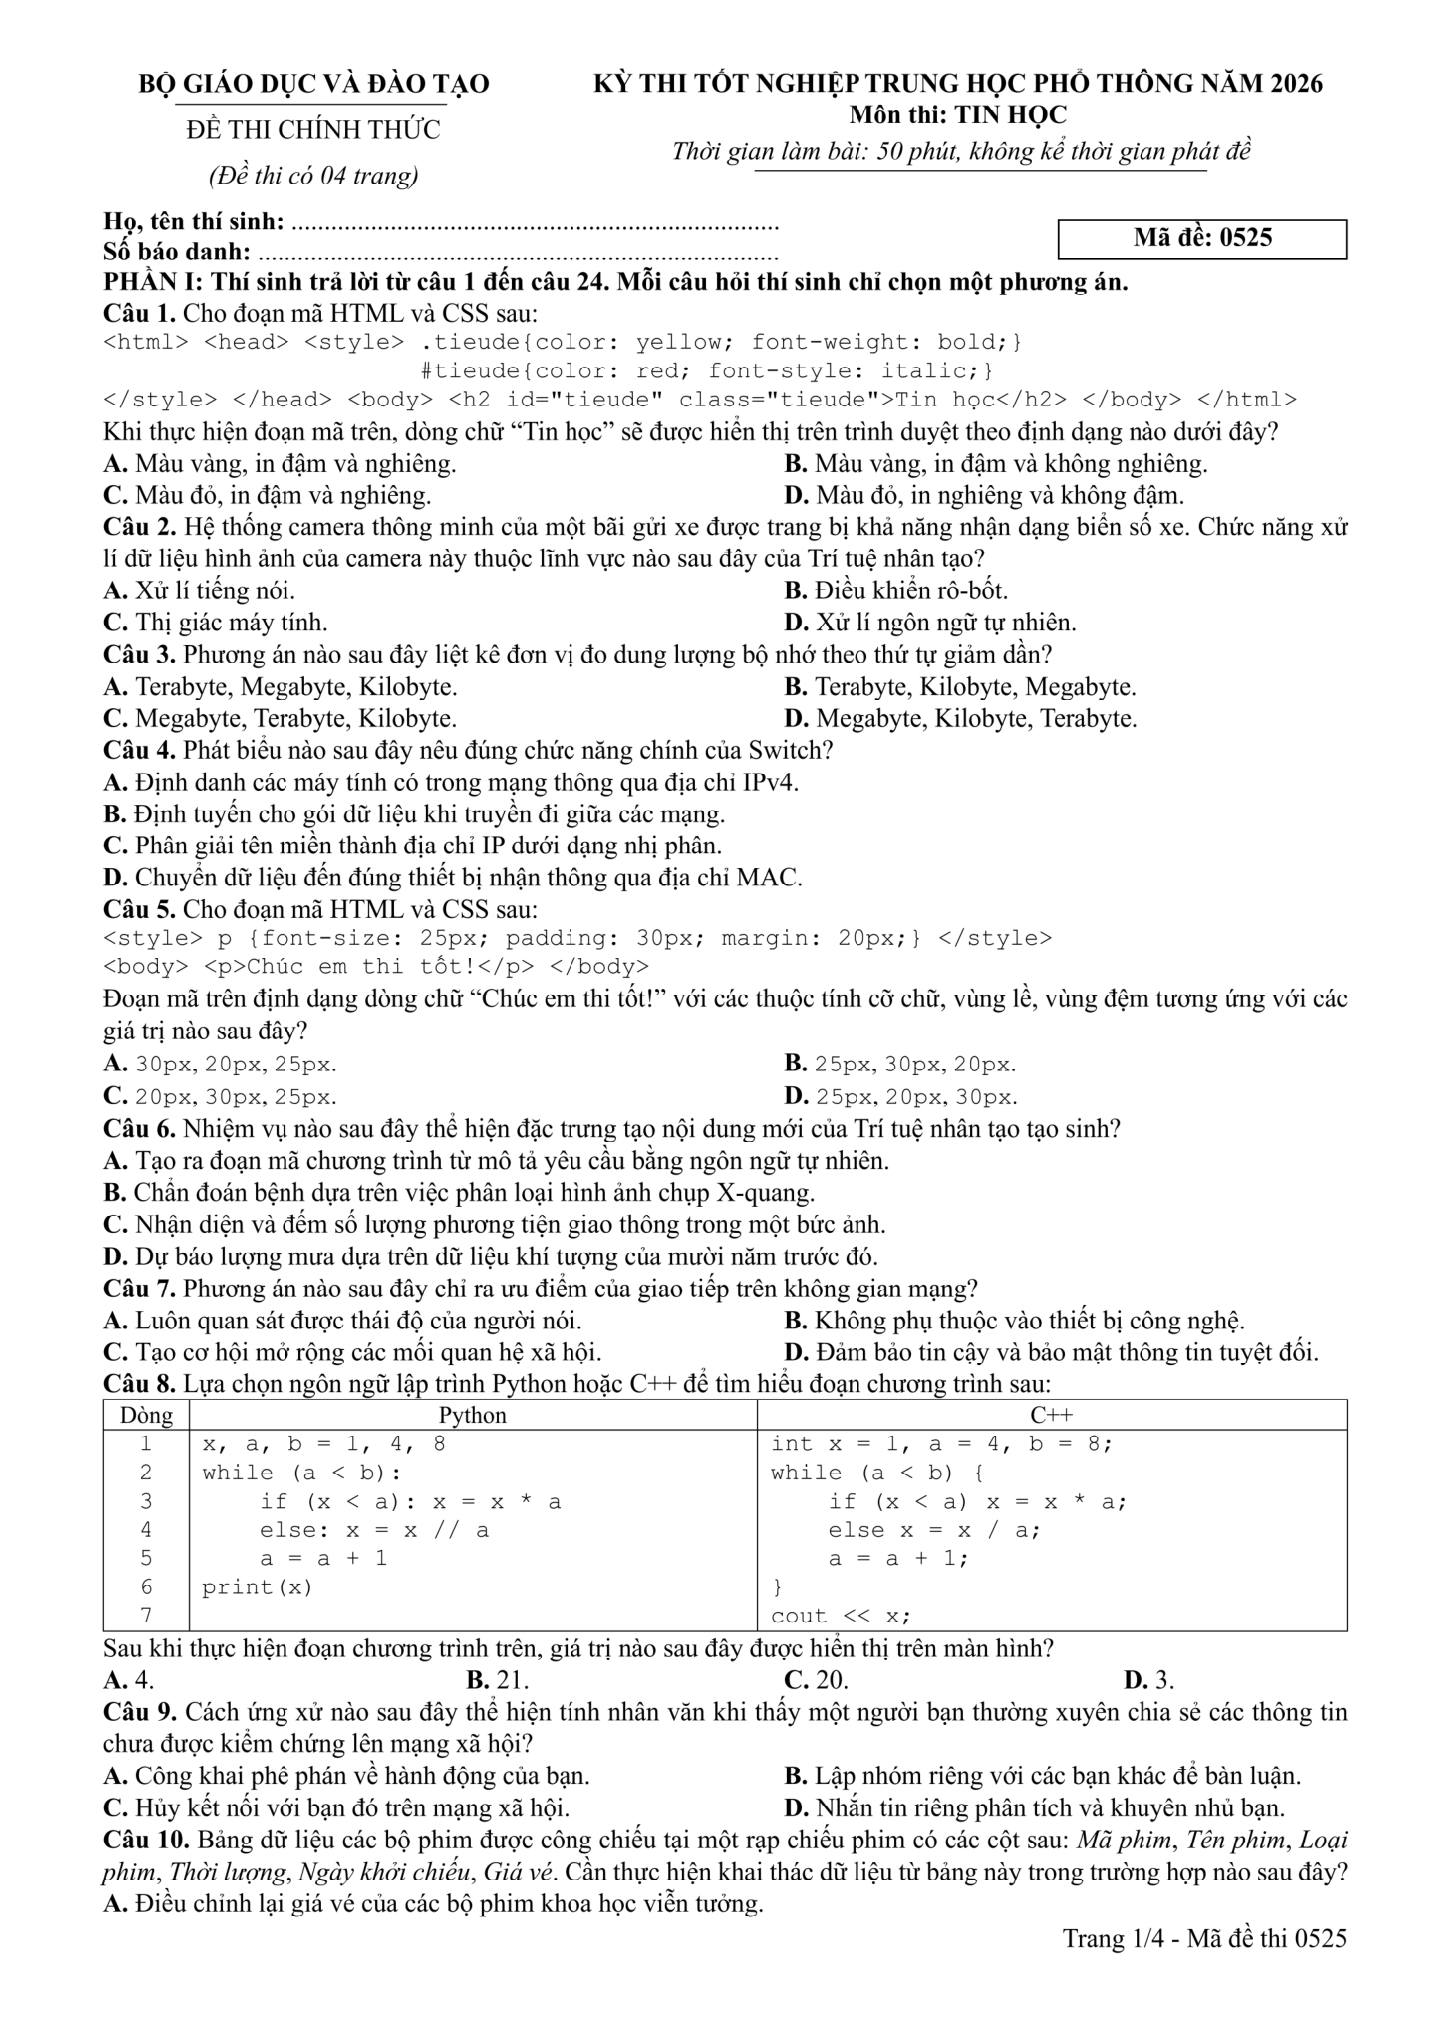 BỘ GIÁO DỤC VÀ ĐÀO TẠO
ĐỀ THI CHÍNH THỨC
(Đề thi có 04 trang)
KỲ THI TỐT NGHIỆP TRUNG HỌC PHỔ THÔNG NĂM 2026
Môn thi: TIN HỌC
Thời gian làm bài: 50 phút, không kể thời gian phát đề
Họ, tên thí sinh: ........................................................................
Số báo danh: ............................................................................
Mã đề: 0525
PHẦN I: Thí sinh trả lời từ câu 1 đến câu 24. Mỗi câu hỏi thí sinh chỉ chọn một phương án.
Câu 1. Cho đoạn mã HTML và CSS sau:
<html> <head> <style> .tieude{color: yellow; font-weight: bold;}
#tieude{color: red; font-style: italic;}
</style> </head> <body> <h2 id="tieude" class="tieude">Tin học</h2> </body> </html>
Khi thực hiện đoạn mã trên, dòng chữ “Tin học” sẽ được hiển thị trên trình duyệt theo định dạng nào dưới đây?
A. Màu vàng, in đậm và nghiêng. B. Màu vàng, in đậm và không nghiêng.
C. Màu đỏ, in đậm và nghiêng. D. Màu đỏ, in nghiêng và không đậm.
Câu 2. Hệ thống camera thông minh của một bãi gửi xe được trang bị khả năng nhận dạng biển số xe. Chức năng xử
lí dữ liệu hình ảnh của camera này thuộc lĩnh vực nào sau đây của Trí tuệ nhân tạo?
A. Xử lí tiếng nói. B. Điều khiển rô-bốt.
C. Thị giác máy tính. D. Xử lí ngôn ngữ tự nhiên.
Câu 3. Phương án nào sau đây liệt kê đơn vị đo dung lượng bộ nhớ theo thứ tự giảm dần?
A. Terabyte, Megabyte, Kilobyte. B. Terabyte, Kilobyte, Megabyte.
C. Megabyte, Terabyte, Kilobyte. D. Megabyte, Kilobyte, Terabyte.
Câu 4. Phát biểu nào sau đây nêu đúng chức năng chính của Switch?
A. Định danh các máy tính có trong mạng thông qua địa chỉ IPv4.
B. Định tuyến cho gói dữ liệu khi truyền đi giữa các mạng.
C. Phân giải tên miền thành địa chỉ IP dưới dạng nhị phân.
D. Chuyển dữ liệu đến đúng thiết bị nhận thông qua địa chỉ MAC.
Câu 5. Cho đoạn mã HTML và CSS sau:
<style> p {font-size: 25px; padding: 30px; margin: 20px;} </style>
<body> <p>Chúc em thi tốt!</p> </body>
Đoạn mã trên định dạng dòng chữ “Chúc em thi tốt!” với các thuộc tính cỡ chữ, vùng lề, vùng đệm tương ứng với các
giá trị nào sau đây?
A. 30px, 20px, 25px. B. 25px, 30px, 20px.
C. 20px, 30px, 25px. D. 25px, 20px, 30px.
Câu 6. Nhiệm vụ nào sau đây thể hiện đặc trưng tạo nội dung mới của Trí tuệ nhân tạo tạo sinh?
A. Tạo ra đoạn mã chương trình từ mô tả yêu cầu bằng ngôn ngữ tự nhiên.
B. Chẩn đoán bệnh dựa trên việc phân loại hình ảnh chụp X-quang.
C. Nhận diện và đếm số lượng phương tiện giao thông trong một bức ảnh.
D. Dự báo lượng mưa dựa trên dữ liệu khí tượng của mười năm trước đó.
Câu 7. Phương án nào sau đây chỉ ra ưu điểm của giao tiếp trên không gian mạng?
A. Luôn quan sát được thái độ của người nói. B. Không phụ thuộc vào thiết bị công nghệ.
C. Tạo cơ hội mở rộng các mối quan hệ xã hội. D. Đảm bảo tin cậy và bảo mật thông tin tuyệt đối.
Câu 8. Lựa chọn ngôn ngữ lập trình Python hoặc C++ để tìm hiểu đoạn chương trình sau:
Dòng Python C++
1 x, a, b = 1, 4, 8 int x = 1, a = 4, b = 8;
2 while (a < b): while (a < b) {
3 if (x < a): x = x * a if (x < a) x = x * a;
4 else: x = x // a else x = x / a;
5 a = a + 1 a = a + 1;
6 print(x) }
7 cout << x;
Sau khi thực hiện đoạn chương trình trên, giá trị nào sau đây được hiển thị trên màn hình?
A. 4. B. 21. C. 20. D. 3.
Câu 9. Cách ứng xử nào sau đây thể hiện tính nhân văn khi thấy một người bạn thường xuyên chia sẻ các thông tin
chưa được kiểm chứng lên mạng xã hội?
A. Công khai phê phán về hành động của bạn. B. Lập nhóm riêng với các bạn khác để bàn luận.
C. Hủy kết nối với bạn đó trên mạng xã hội. D. Nhắn tin riêng phân tích và khuyên nhủ bạn.
Câu 10. Bảng dữ liệu các bộ phim được công chiếu tại một rạp chiếu phim có các cột sau: Mã phim, Tên phim, Loại
phim, Thời lượng, Ngày khởi chiếu, Giá vé. Cần thực hiện khai thác dữ liệu từ bảng này trong trường hợp nào sau đây?
A. Điều chỉnh lại giá vé của các bộ phim khoa học viễn tưởng.
Trang 1/4 - Mã đề thi 0525